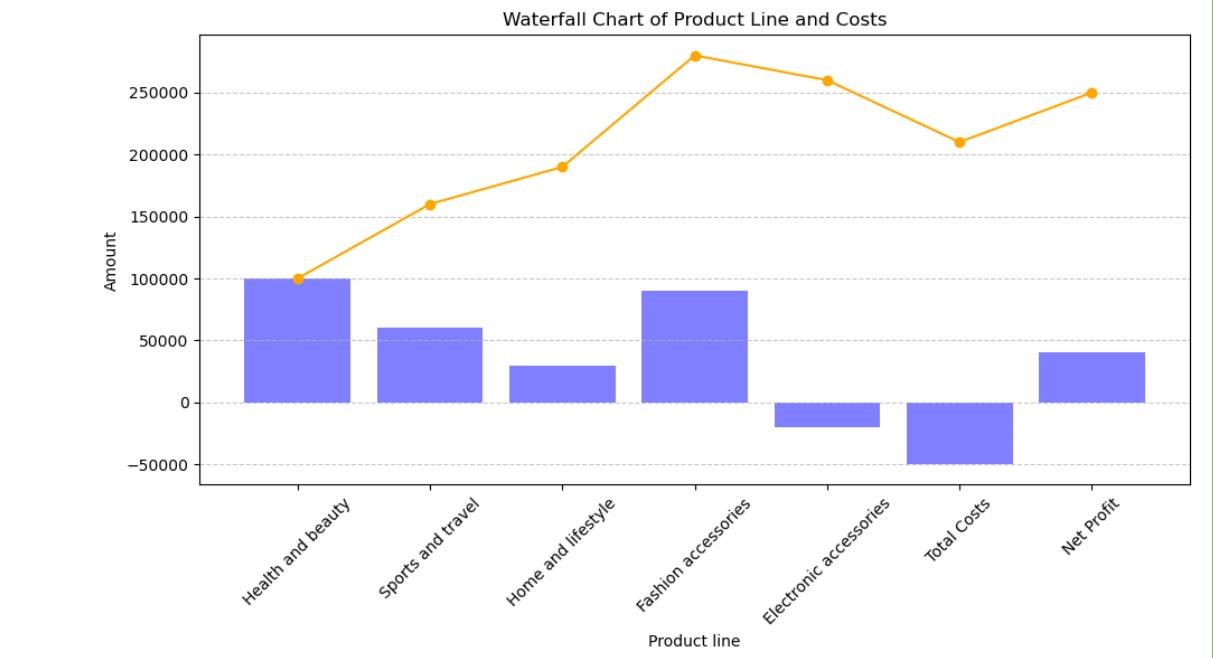 Waterfall Chart of Product Line and Costs
Amount
250000
200000
150000
100000
50000
0
−50000
Health and beauty
Sports and travel
Home and lifestyle
Fashion accessories
Electronic accessories
Total Costs
Net Profit
Product line